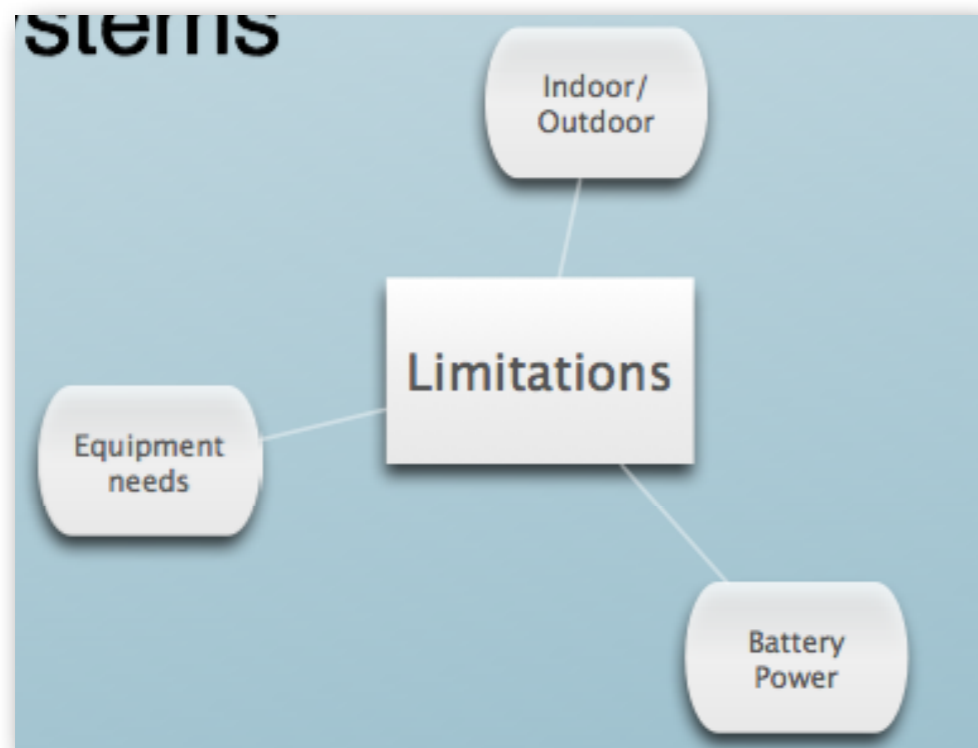 stems
Indoor/
Outdoor
Limitations
Equipment
needs
Battery
Power